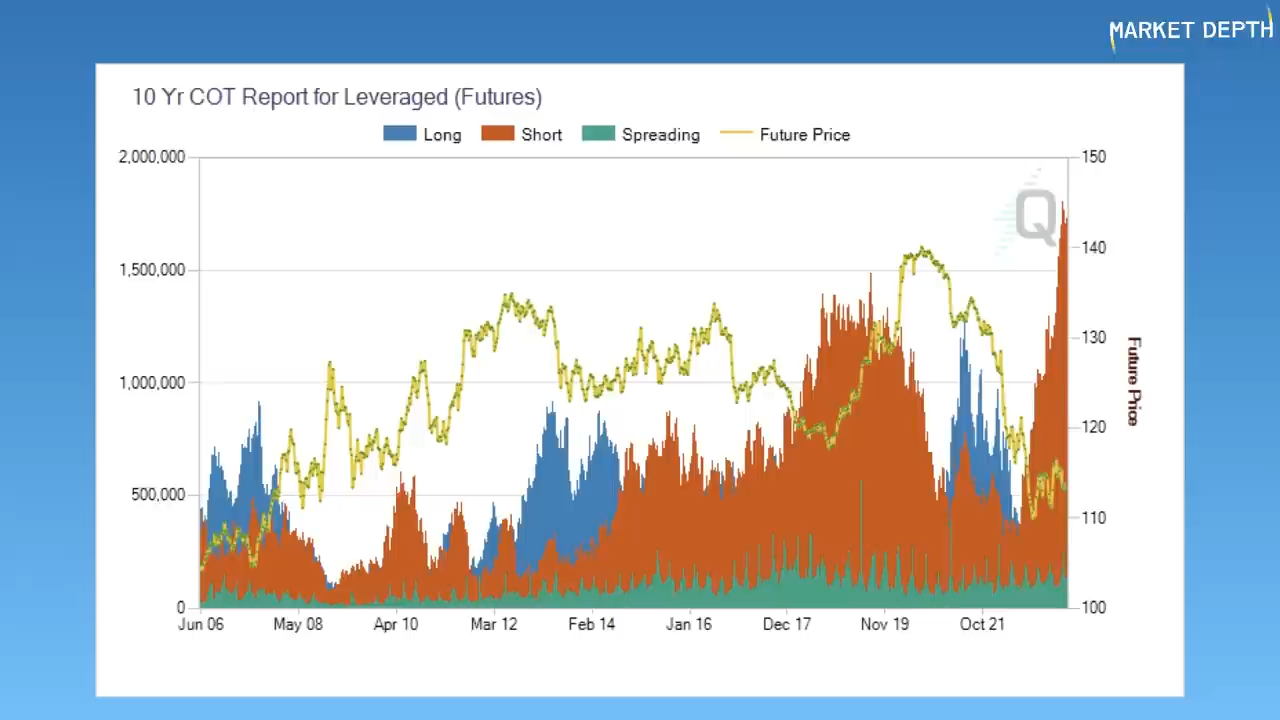 MARKET DEPTH
10 Yr COT Report for Leveraged (Futures)
Long Short Spreading Future Price
2,000,000 150
Q
1,500,000 140
130
1,000,000
120
500,000
110
0 100
Future Price
Jun 06 May 08 Apr 10 Mar 12 Feb 14 Jan 16 Dec 17 Nov 19 Oct 21